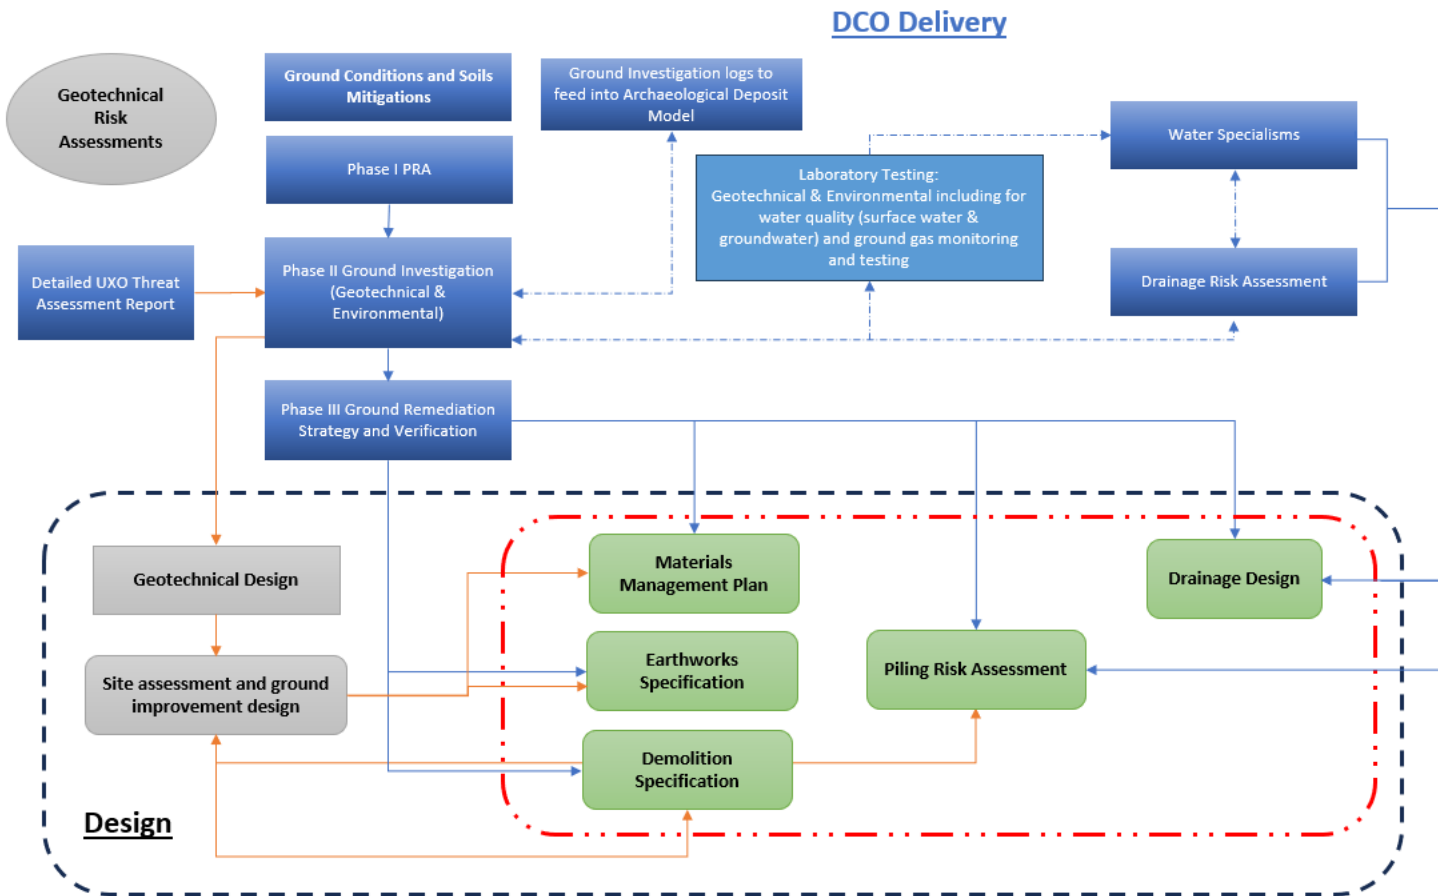 DCO Delivery
Geotechnical
Risk
Assessments
Ground Conditions and Soils
Mitigations
Ground Investigation logs to
feed into Archaeological Deposit
Model
Phase I PRA
Water Specialisms
Laboratory Testing:
Geotechnical & Environmental including for
water quality (surface water &
groundwater) and ground gas monitoring
and testing
Detailed UXO Threat
Assessment Report
Phase II Ground Investigation
(Geotechnical &
Environmental)
Drainage Risk Assessment
Phase III Ground Remediation
Strategy and Verification
Geotechnical Design
Materials
Management Plan
Drainage Design
Site assessment and ground
improvement design
Earthworks
Specification
Piling Risk Assessment
Demolition
Specification
Design